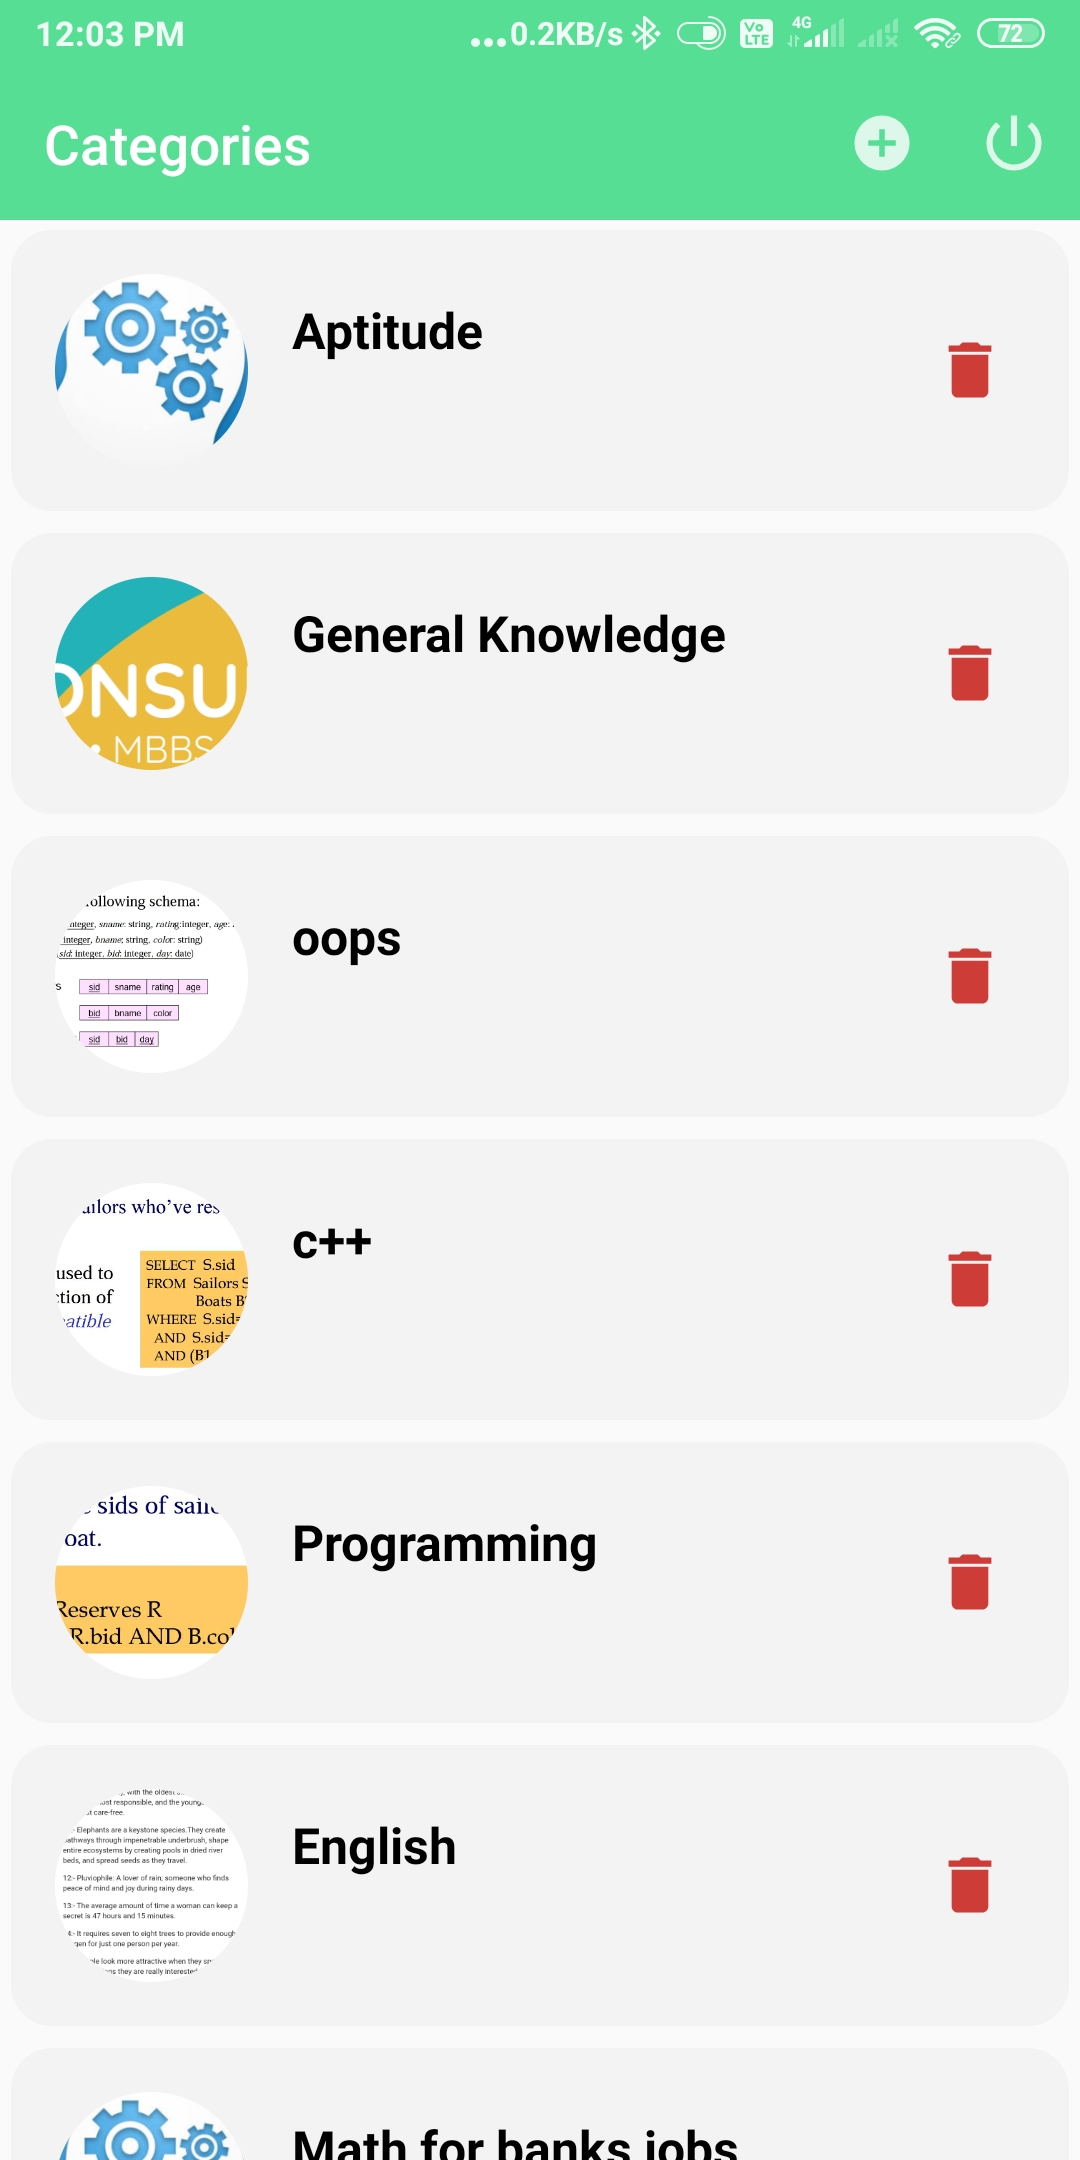 12:03 PM
...0.2KB/s
Vo
LTE
4G
72
Categories
Aptitude
General Knowledge
ONSU
• MBBS
oops
following schema:
integer, sname: string, rating:integer, age:
integer, bname: string, color: string)
sid: integer, bid: integer, day: date)
s
sid sname rating age
bid bname color
sid bid day
c++
ailors who've res
used to
ction of
atible
SELECT S.sid
FROM Sailors S
Boats B
WHERE S.sid=
AND S.sid=
AND (B1
Programming
sids of sailo
oat.
Reserves R
R.bid AND B.col
English
, with the oldest
ost responsible, and the young
t care-free.
:- Elephants are a keystone species.They create
athways through impenetrable underbrush, shape
entire ecosystems by creating pools in dried river
beds, and spread seeds as they travel.
12:- Pluviophile: A lover of rain; someone who finds
peace of mind and joy during rainy days.
13:- The average amount of time a woman can keep a
secret is 47 hours and 15 minutes.
4:- It requires seven to eight trees to provide enough
gen for just one person per year.
ple look more attractive when they
ngs they are really interested
Math for banks jobs